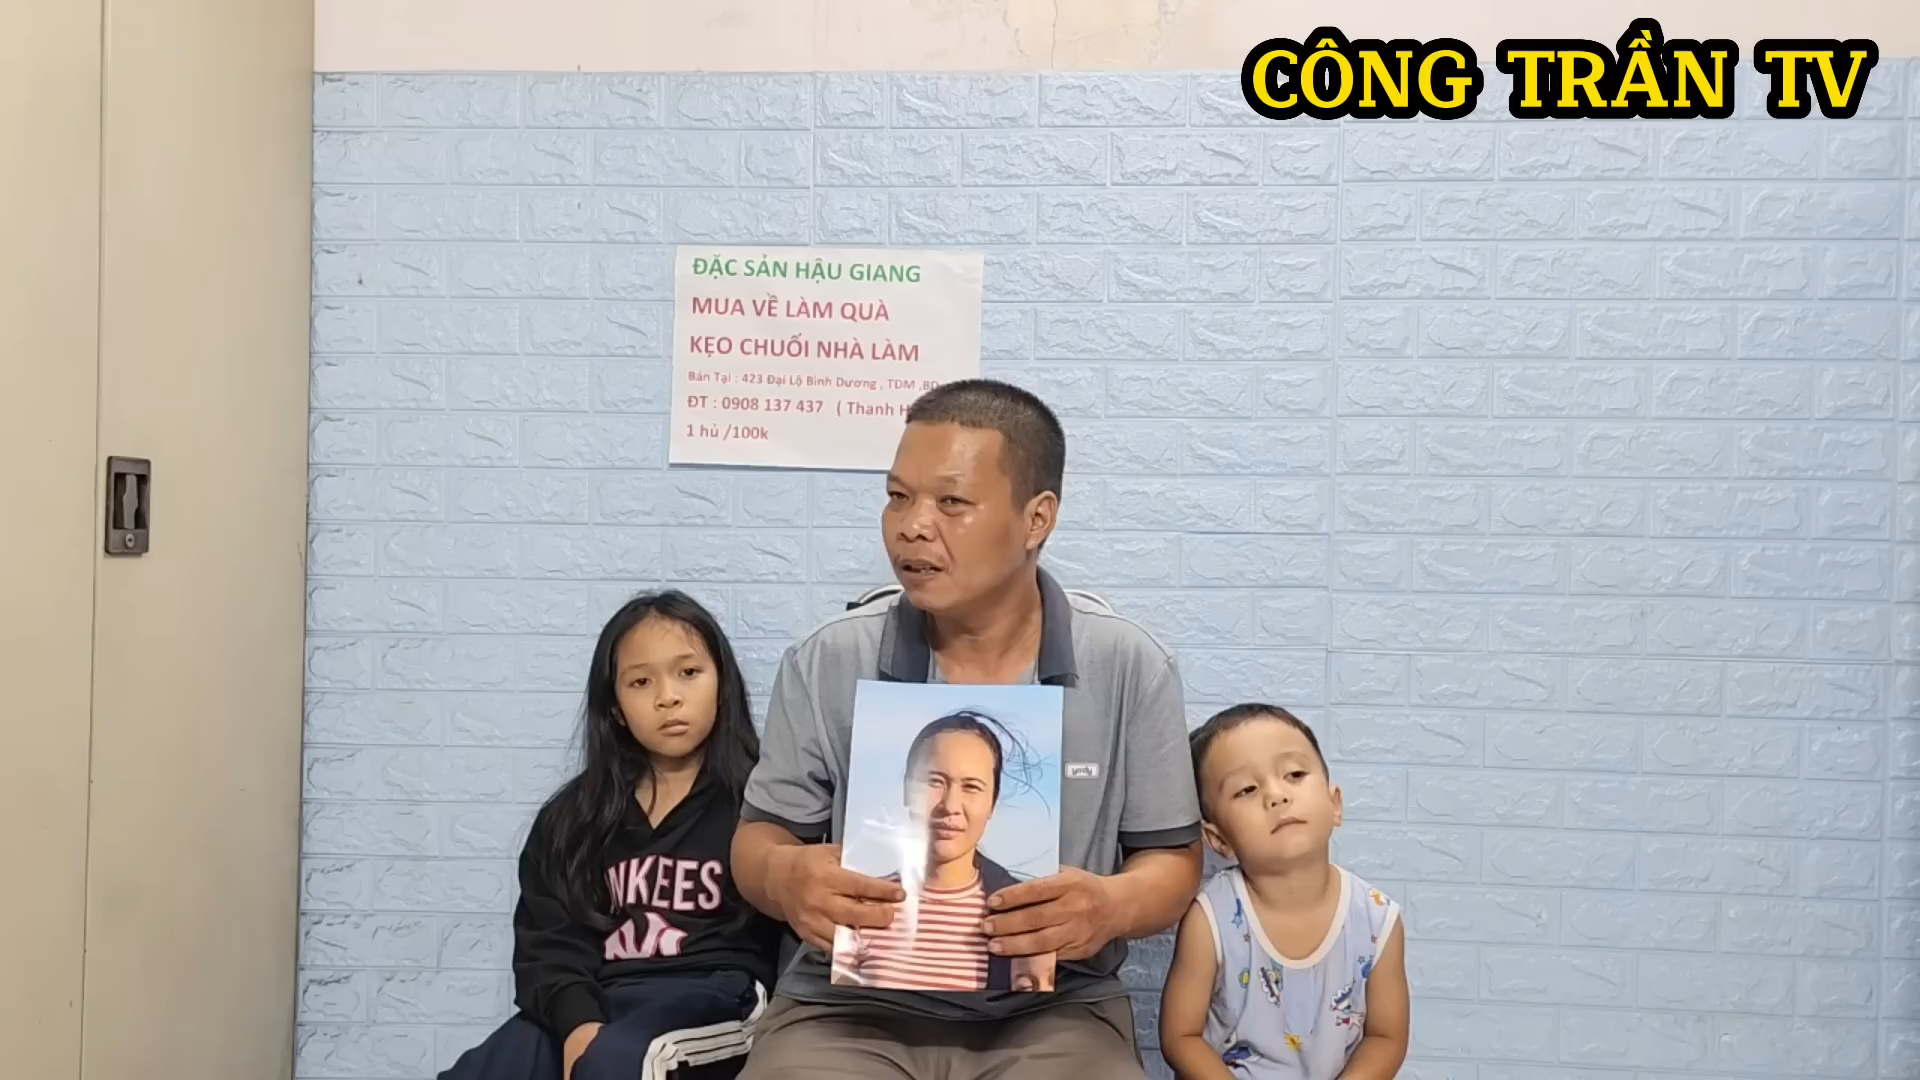 CÔNG TRẦN TV
ĐẶC SẢN HẬU GIANG
MUA VỀ LÀM QUÀ
KẸO CHUỐI NHÀ LÀM
Bán Tại : 423 Đại Lộ Bình Dương , TDM ,BD
ĐT : 0908 137 437 ( Thanh
1 hủ /100k
yody
NKEES